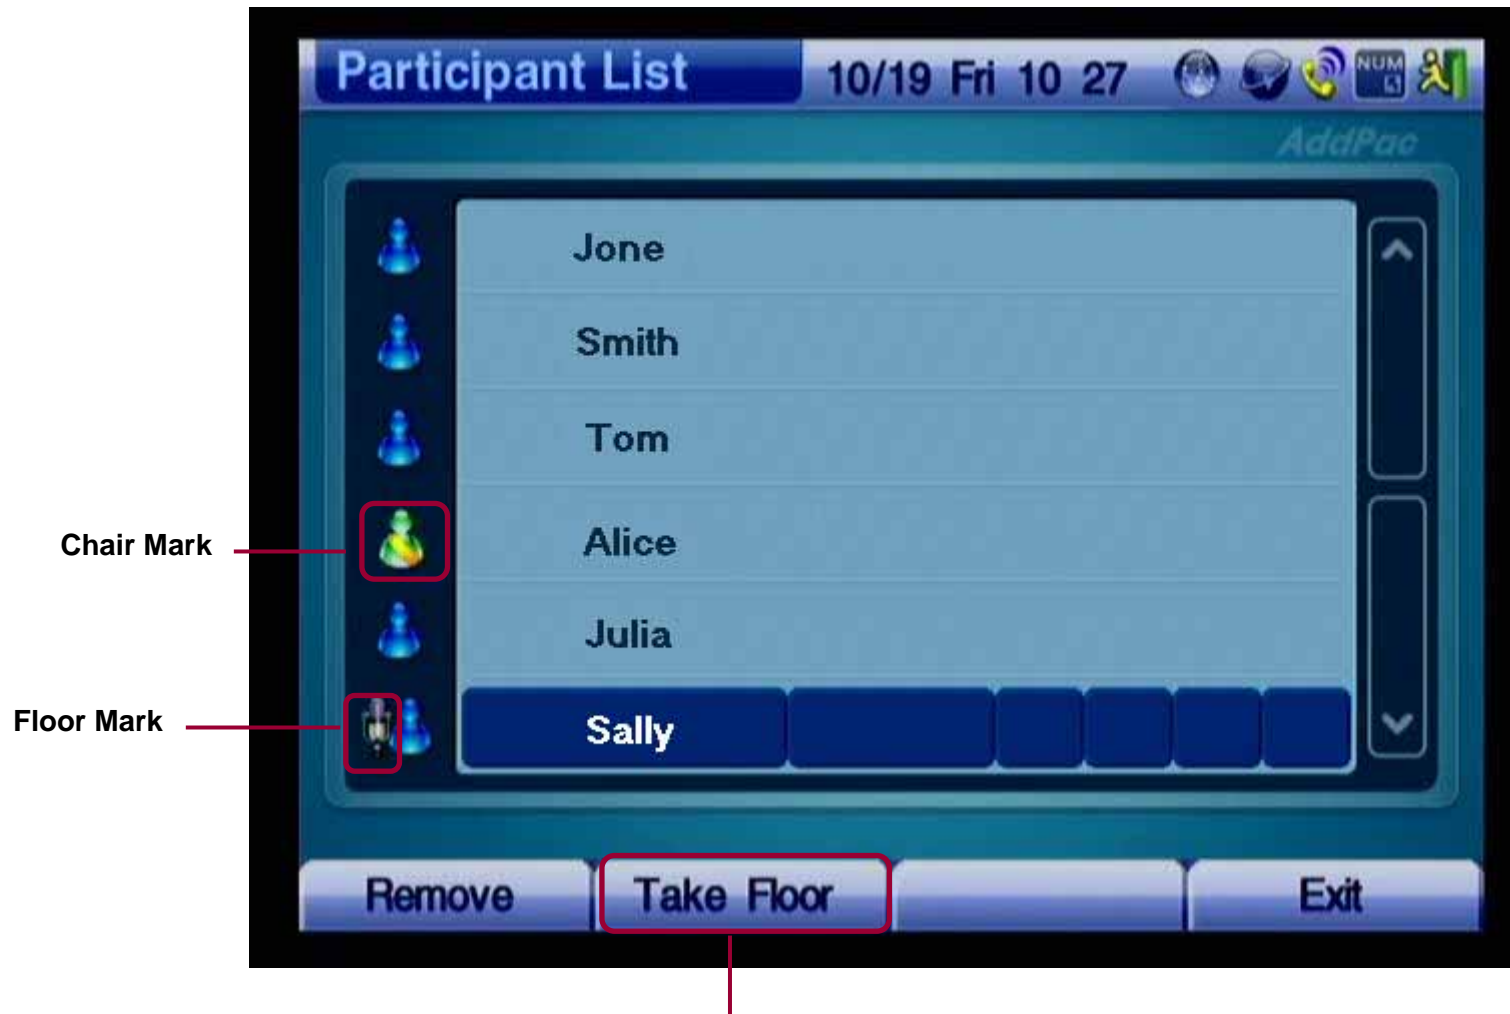 Participant List 10/19 Fri 10 27 NUM
AddPac
Jone
Smith
Tom
Chair Mark Alice
Julia
Floor Mark Sally
Remove Take Floor Exit